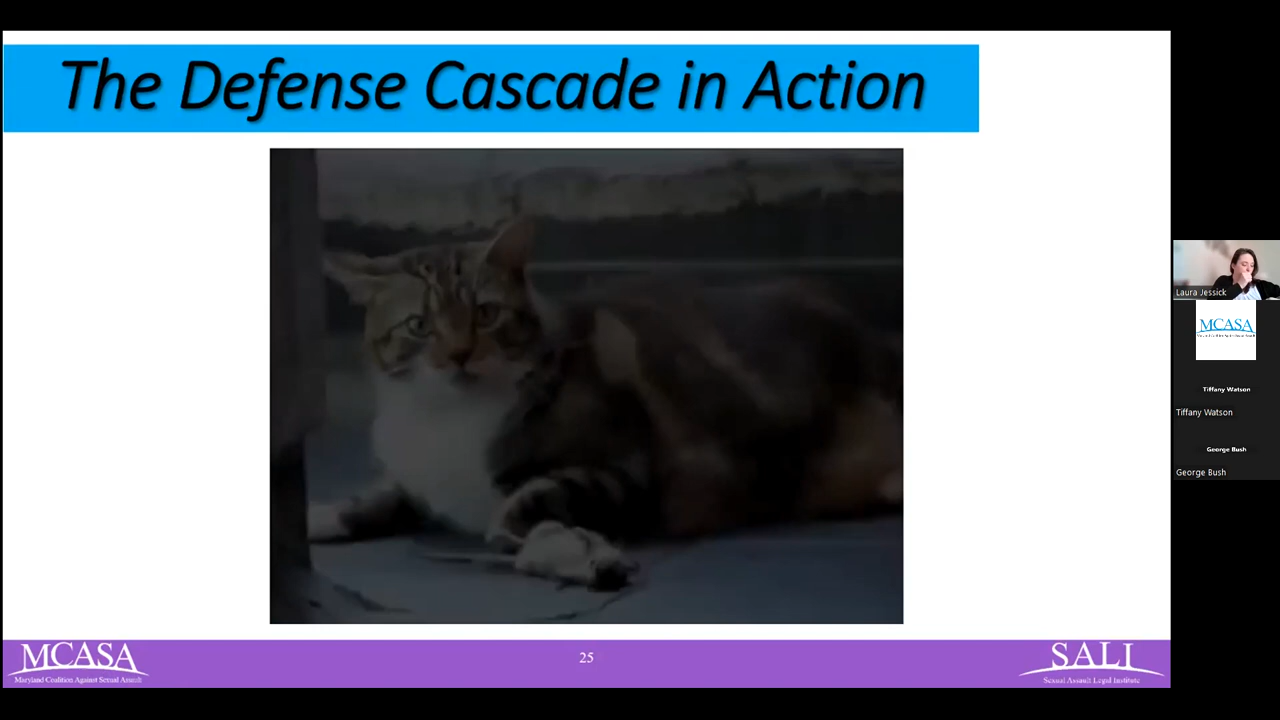 The Defense Cascade in Action
MCASA
Maryland Coalition Against Sexual Assault
25
SALI
Sexual Assault Legal Institute
Laura Jessick
MCASA
Tiffany Watson
Tiffany Watson
George Bush
George Bush